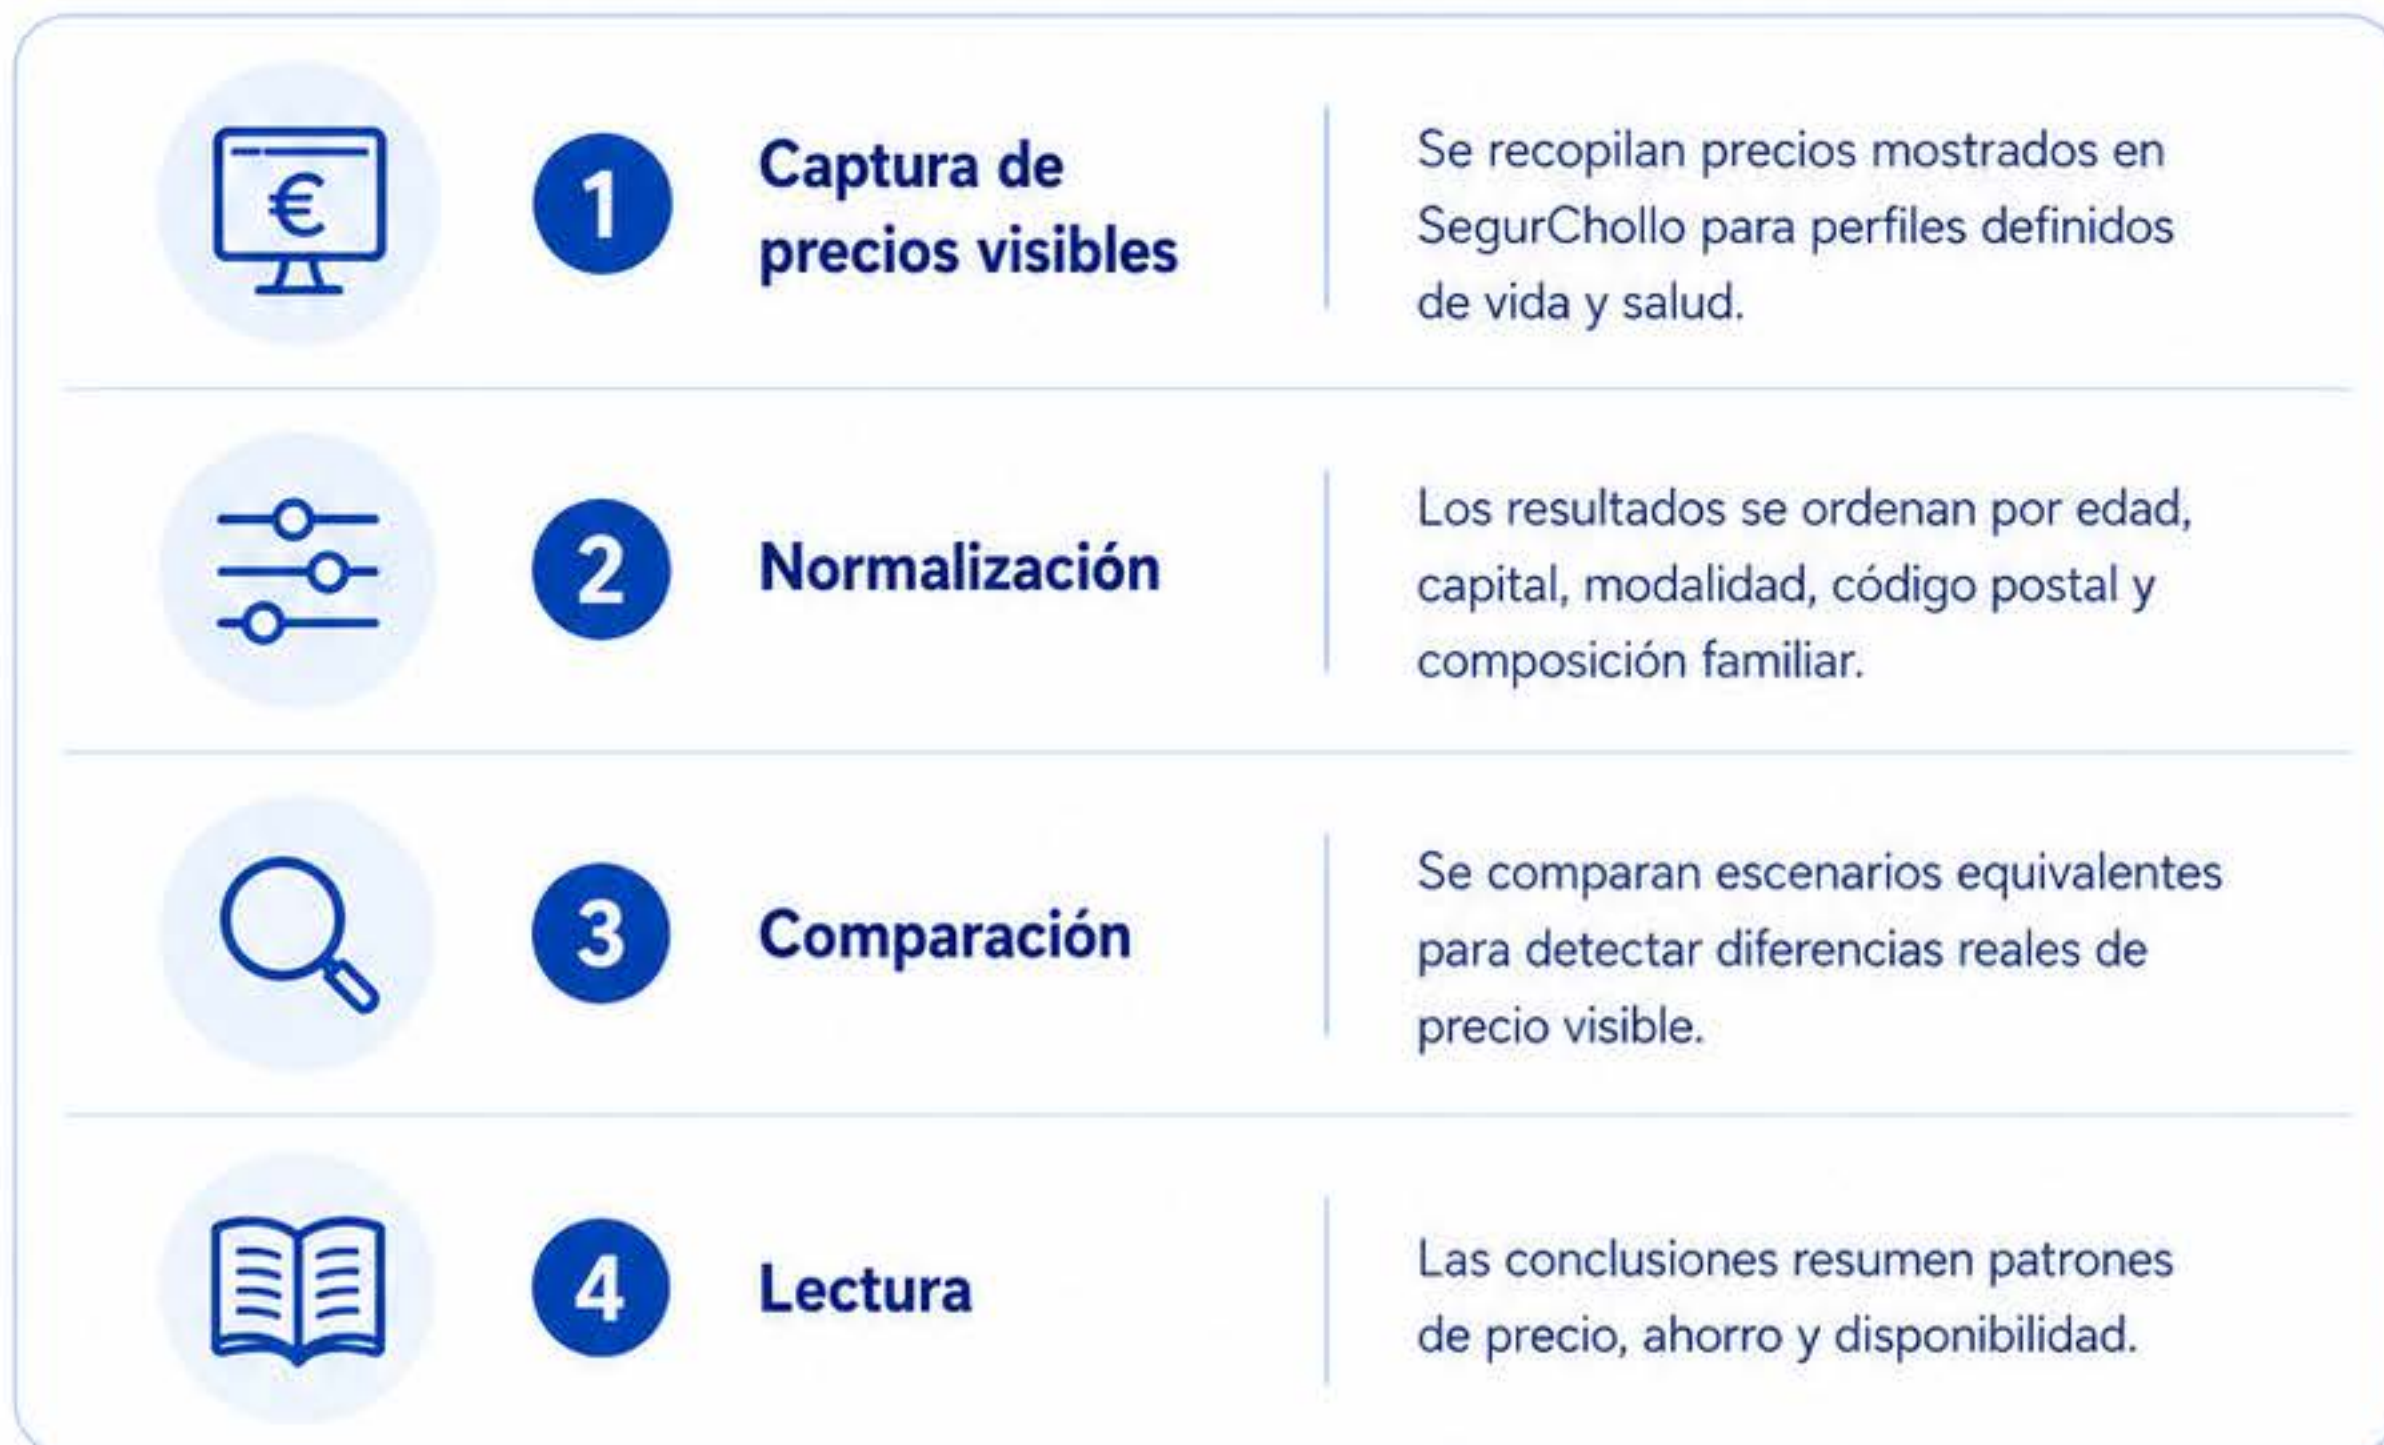 €
1
Captura de
precios visibles
Se recopilan precios mostrados en
SegurChollo para perfiles definidos
de vida y salud.
2
Normalización
Los resultados se ordenan por edad,
capital, modalidad, código postal y
composición familiar.
3
Comparación
Se comparan escenarios equivalentes
para detectar diferencias reales de
precio visible.
4
Lectura
Las conclusiones resumen patrones
de precio, ahorro y disponibilidad.